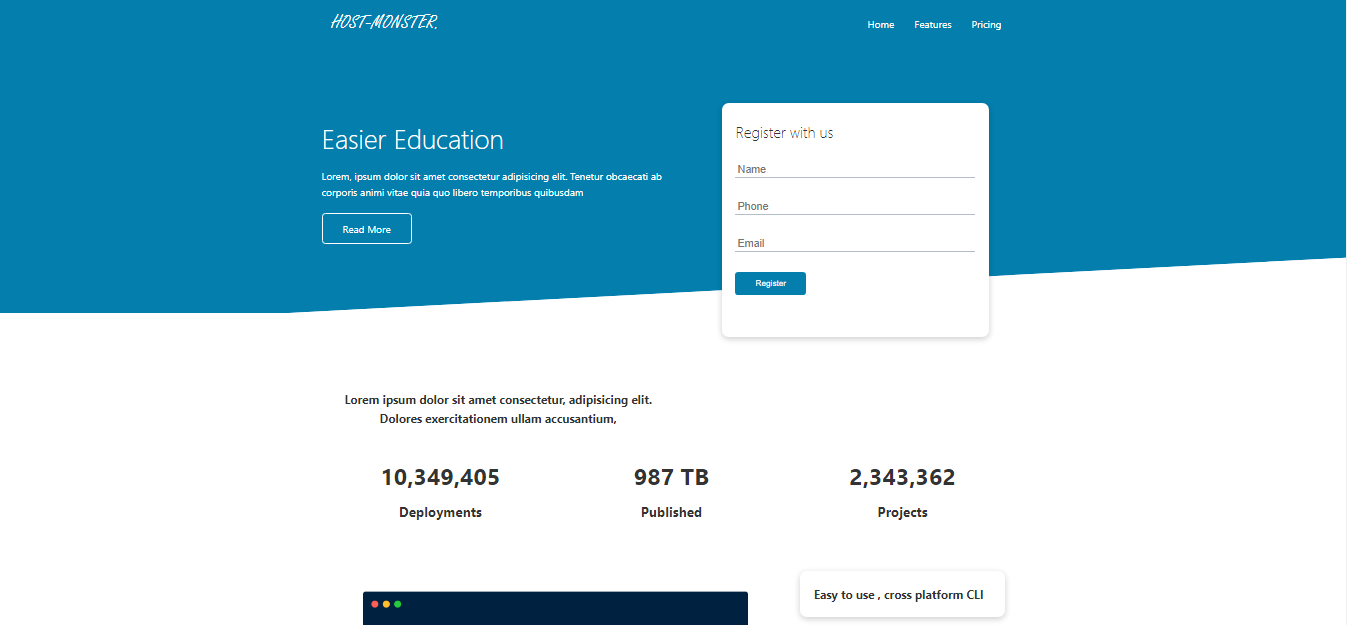 HOST-MONSTER.
Home Features Pricing
Easier Education
Lorem, ipsum dolor sit amet consectetur adipisicing elit. Tenetur obcaecati ab
corporis animi vitae quia quo libero temporibus quibusdam
Read More
Register with us
Name
Phone
Email
Register
Lorem ipsum dolor sit amet consectetur, adipisicing elit.
Dolores exercitationem ullam accusantium,
10,349,405
Deployments
987 TB
Published
2,343,362
Projects
Easy to use , cross platform CLI